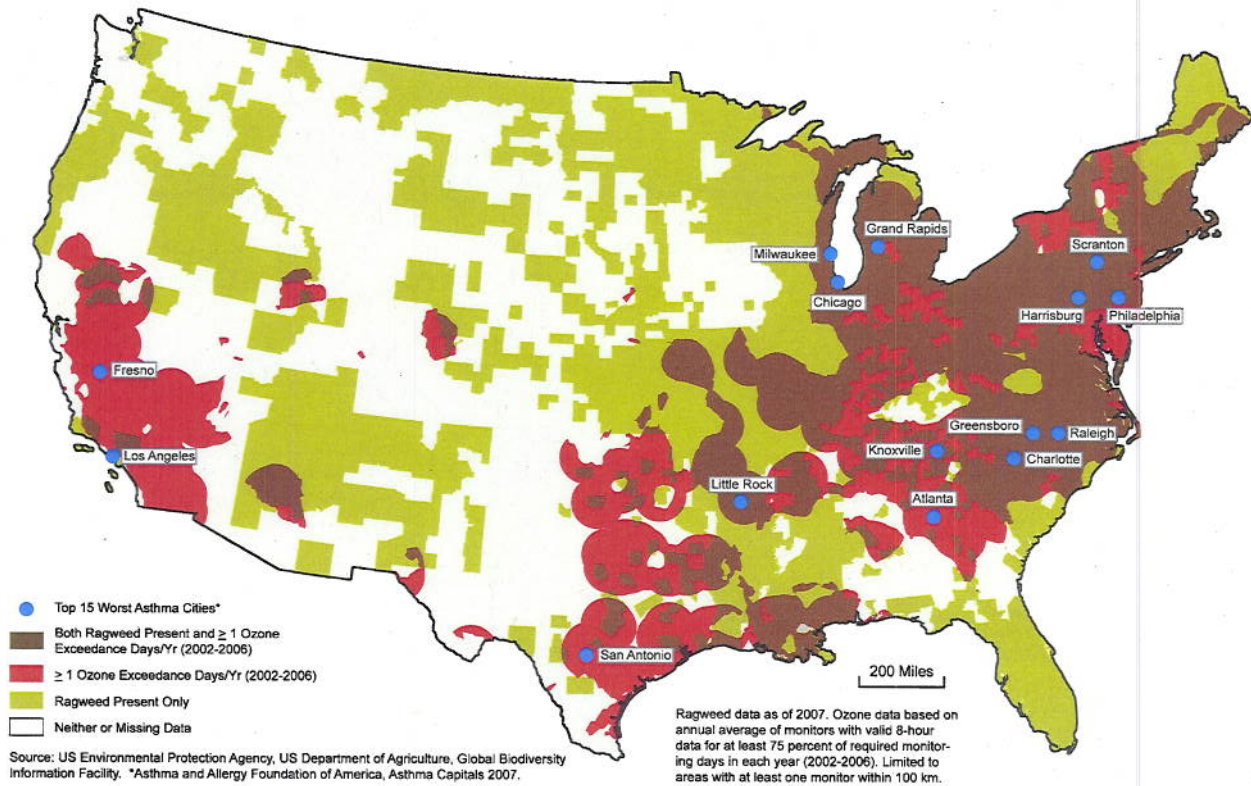 Grand Rapids
Milwaukee
Scranton
Chicago
Harrisburg
Philadelphia
Fresno
Greensboro
Raleigh
Los Angeles
Knoxville
Charlotte
Little Rock
Atlanta
San Antonio
200 Miles
Top 15 Worst Asthma Cities*
Both Ragweed Present and ≥ 1 Ozone
Exceedance Days/Yr (2002-2006)
≥ 1 Ozone Exceedance Days/Yr (2002-2006)
Ragweed Present Only
Neither or Missing Data
Source: US Environmental Protection Agency, US Department of Agriculture, Global Biodiversity
Information Facility. *Asthma and Allergy Foundation of America, Asthma Capitals 2007.
Ragweed data as of 2007. Ozone data based on
annual average of monitors with valid 8-hour
data for at least 75 percent of required monitor-
ing days in each year (2002-2006). Limited to
areas with at least one monitor within 100 km.